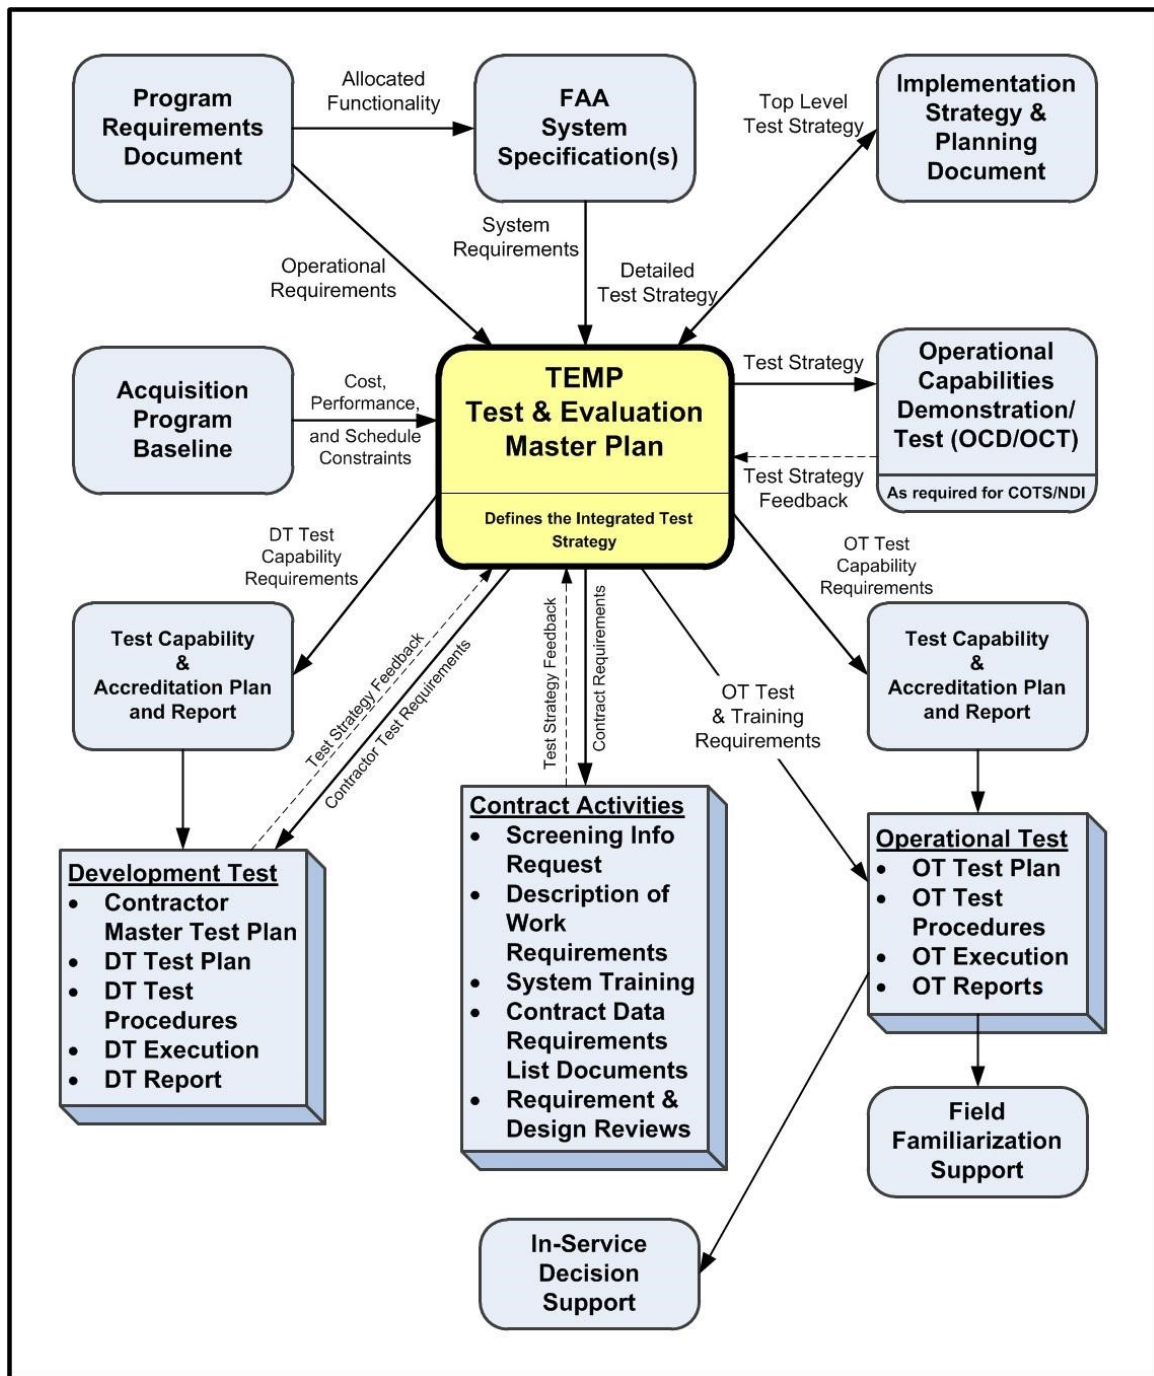 Program
Requirements
Document
Allocated
Functionality
FAA
System
Specification(s)
Top Level
Test Strategy
Implementation
Strategy &
Planning
Document
Operational
Requirements
System
Requirements
Detailed
Test Strategy
Acquisition
Program
Baseline
Cost,
Performance,
and Schedule
Constraints
TEMP
Test & Evaluation
Master Plan
Defines the Integrated Test
Strategy
Test Strategy
Test Strategy
Feedback
Operational
Capabilities
Demonstration/
Test (OCD/OCT)
As required for COTS/NDI
DT Test
Capability
Requirements
OT Test
Capability
Requirements
Test Capability
&
Accreditation Plan
and Report
Test Strategy Feedback
Contractor Test Requirements
Test Strategy Feedback
Contract Requirements
OT Test
& Training
Requirements
Test Capability
&
Accreditation Plan
and Report
Development Test
• Contractor
Master Test Plan
• DT Test Plan
• DT Test
Procedures
• DT Execution
• DT Report
Contract Activities
• Screening Info
Request
• Description of
Work
Requirements
• System Training
• Contract Data
Requirements
List Documents
• Requirement &
Design Reviews
Operational Test
• OT Test Plan
• OT Test
Procedures
• OT Execution
• OT Reports
Field
Familiarization
Support
In-Service
Decision
Support